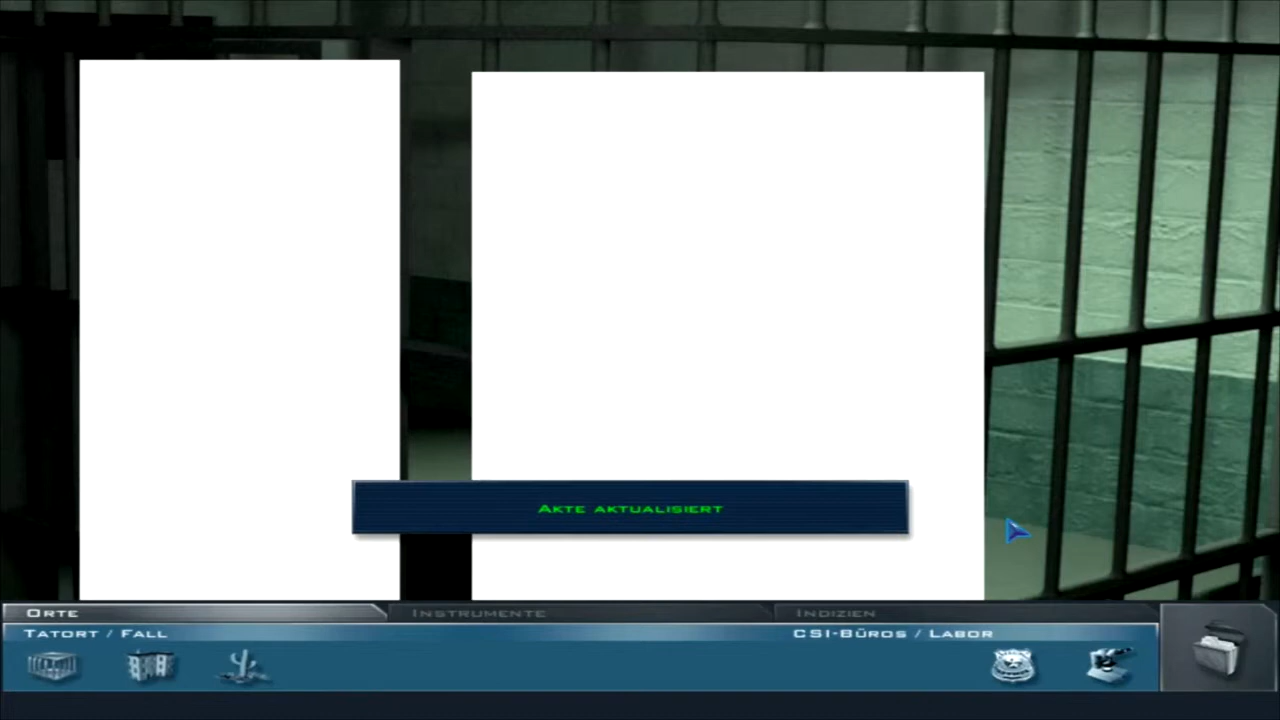 Akte aktualisiert
Orte
Instrumente
Indizien
Tatort / Fall
CSI-Büros / Labor